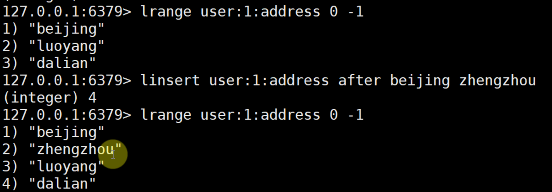 127.0.0.1:6379> lrange user:1:address 0 -1
1) "beijing"
2) "luoyang"
3) "dalian"
127.0.0.1:6379> linsert user:1:address after beijing zhengzhou
(integer) 4
127.0.0.1:6379> lrange user:1:address 0 -1
1) "beijing"
2) "zhengzhou"
3) "luoyang"
4) "dalian"